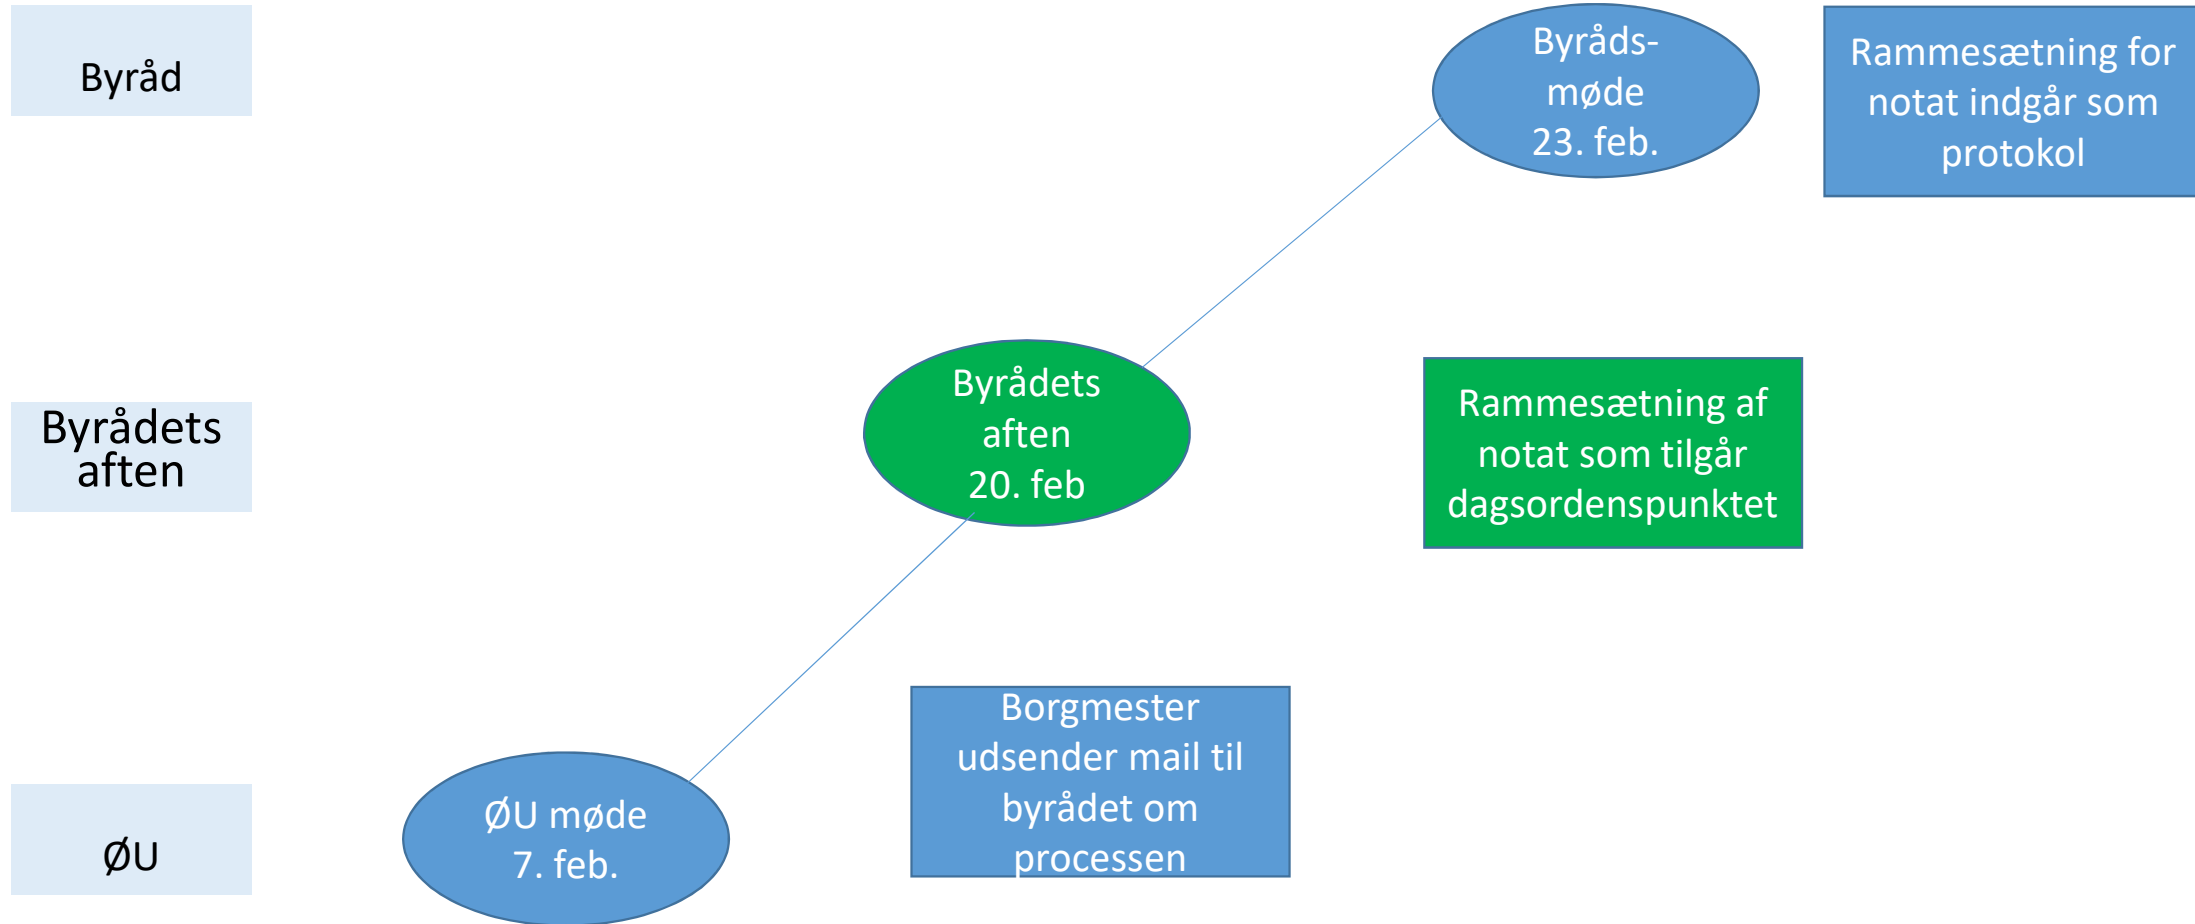 Byråd
Byråds-
møde
23. feb.
Rammesætning for
notat indgår som
protokol
Byrådets
aften
Byrådets
aften
20. feb
Rammesætning af
notat som tilgår
dagsordenspunktet
ØU
ØU møde
7. feb.
Borgmester
udsender mail til
byrådet om
processen